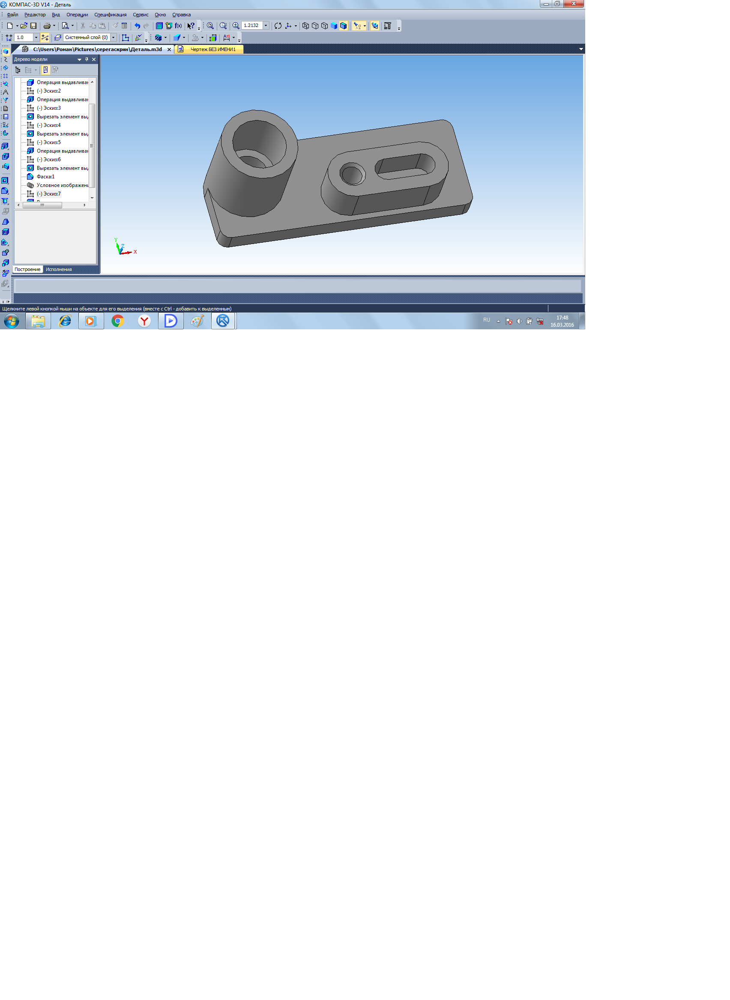 КОМПАС-3D V14 - Деталь
Файл Редактор Вид Операции Спецификация Сервис Окно Справка
f(x) 1.2132
1.0 Системный слой (0)
C:\Users\Роман\Pictures\серегаскрин\Деталь.m3d Чертеж БЕЗ ИМЕНИ1
Дерево модели
Операция выдавливан
(-) Эскиз:2
Операция выдавливан
(-) Эскиз:3
Вырезать элемент вы
(-) Эскиз:4
Вырезать элемент вы
(-) Эскиз:5
Операция выдавливан
(-) Эскиз:6
Вырезать элемент вы
Фаска:1
Условное изображени
(-) Эскиз:7
Y
Z
X
Построение Исполнения
Щелкните левой кнопкой мыши на объекте для его выделения (вместе с Ctrl - добавить к выделенным)
RU
17:48
16.03.2016